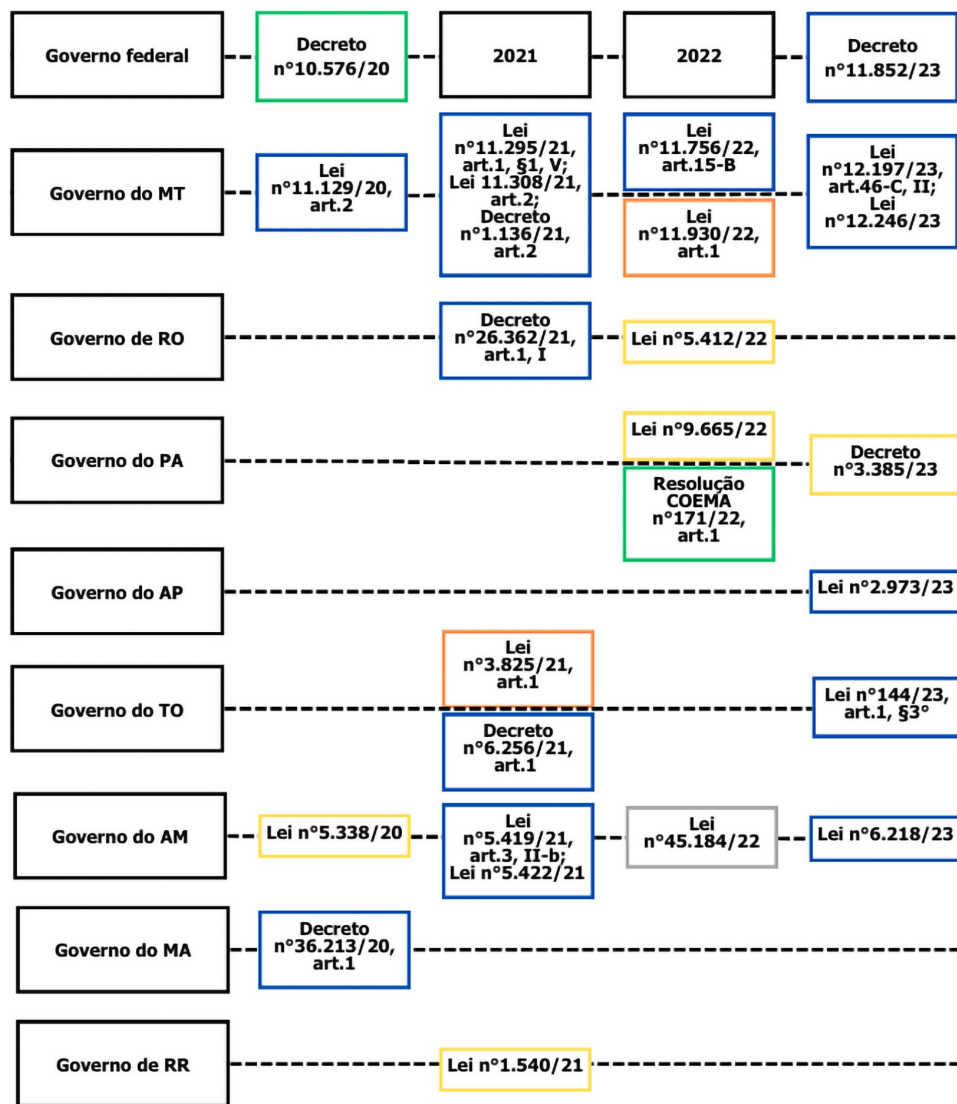 Governo federal
Decreto
n°10.576/20
2021
2022
Decreto
n°11.852/23
Governo do MT
Lei
n°11.129/20,
art.2
Lei
n°11.295/21,
art.1, §1, V;
Lei 11.308/21,
art.2;
Decreto
n°1.136/21,
art.2
Lei
n°11.756/22,
art.15-B
Lei
n°11.930/22,
art.1
Lei
n°12.197/23,
art.46-C, II;
Lei
n°12.246/23
Governo de RO
Decreto
n°26.362/21,
art.1, I
Lei n°5.412/22
Governo do PA
Lei n°9.665/22
Resolução
COEMA
n°171/22,
art.1
Decreto
n°3.385/23
Governo do AP
Lei n°2.973/23
Governo do TO
Lei
n°3.825/21,
art.1
Decreto
n°6.256/21,
art.1
Lei n°144/23,
art.1, §3°
Governo do AM
Lei n°5.338/20
Lei
n°5.419/21,
art.3, II-b;
Lei n°5.422/21
Lei
n°45.184/22
Lei n°6.218/23
Governo do MA
Decreto
n°36.213/20,
art.1
Governo de RR
Lei n°1.540/21